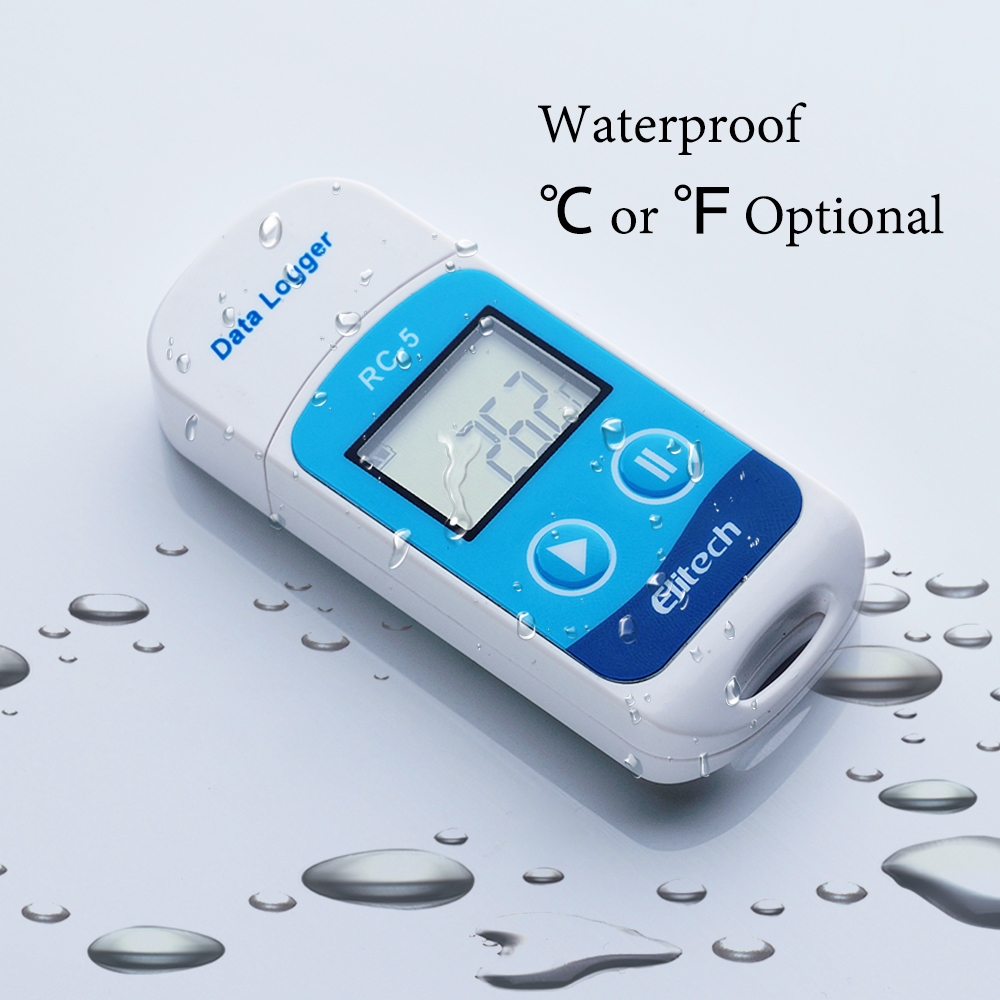 Waterproof
℃ or ℉ Optional
Data Logger
RC-5
Elitech